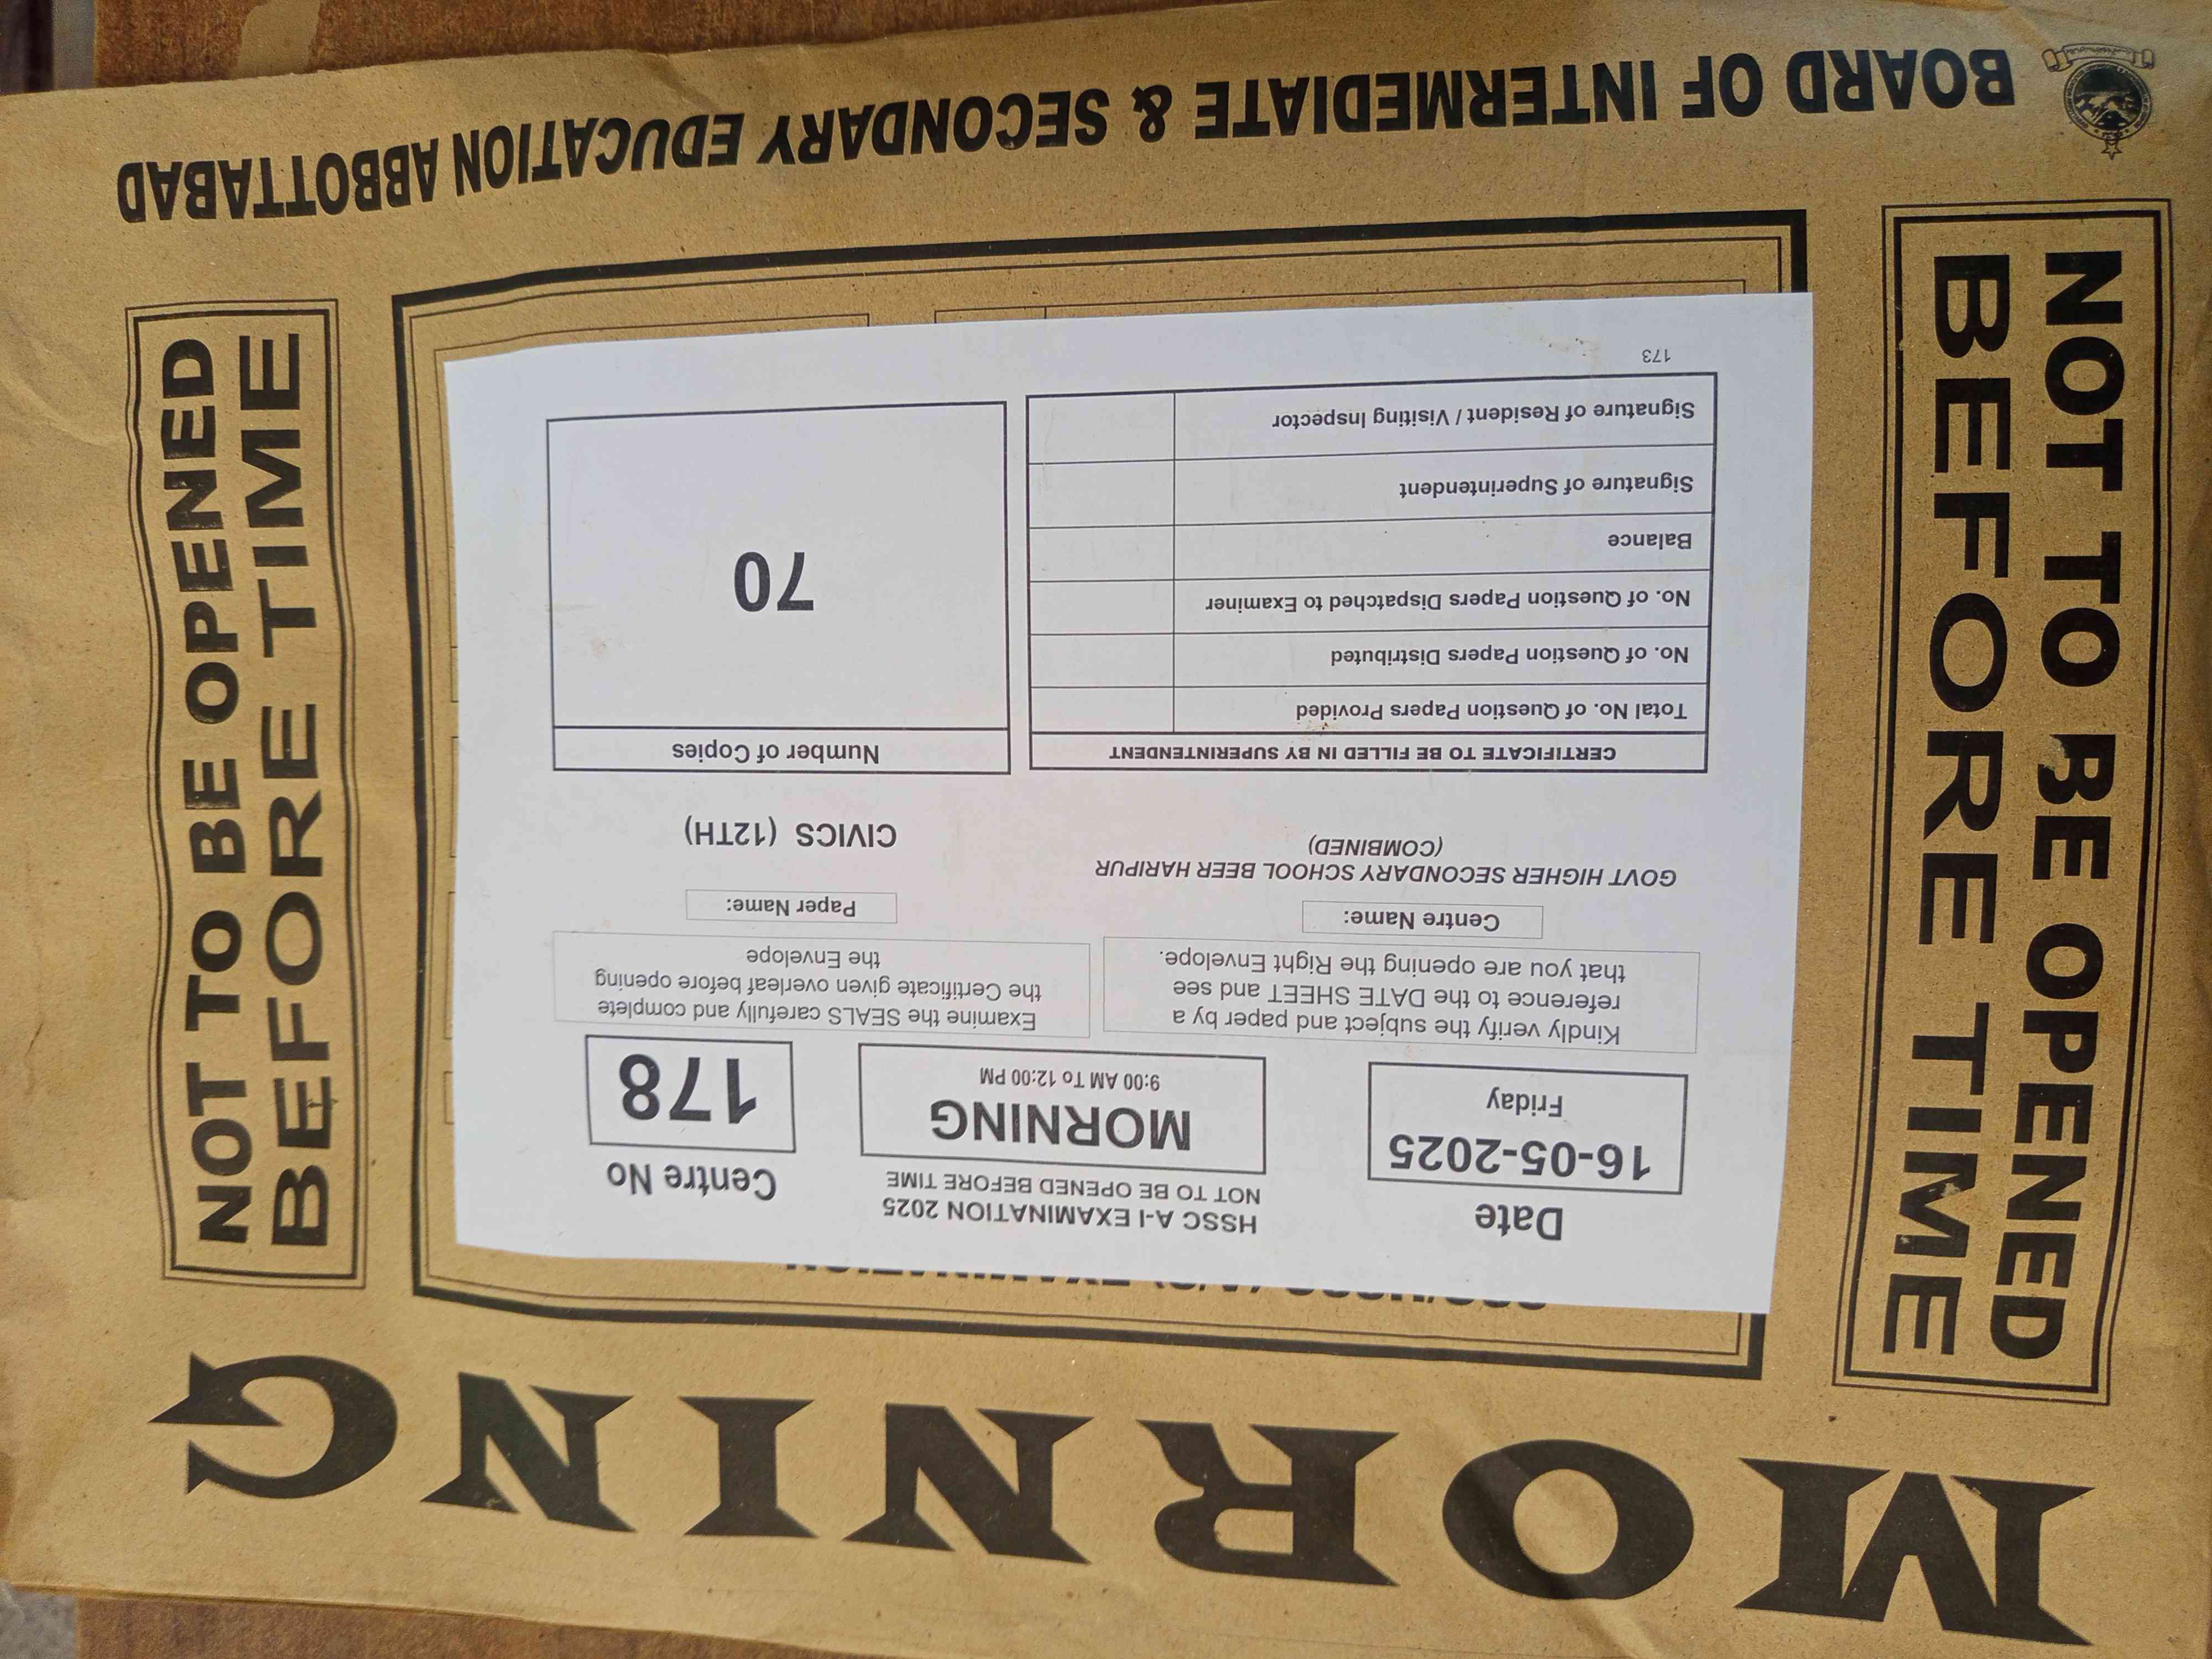 MORNING
NOT TO BE OPENED
BEFORE TIME
NOT TO BE OPENED
BEFORE TIME
HSSC A-I EXAMINATION 2025
NOT TO BE OPENED BEFORE TIME
Date
16-05-2025
Friday
MORNING
9:00 AM To 12:00 PM
Centre No
178
Kindly verify the subject and paper by a
reference to the DATE SHEET and see
that you are opening the Right Envelope.
Examine the SEALS carefully and complete
the Certificate given overleaf before opening
the Envelope
Centre Name:
GOVT HIGHER SECONDARY SCHOOL BEER HARIPUR
(COMBINED)
Paper Name:
CIVICS (12TH)
CERTIFICATE TO BE FILLED IN BY SUPERINTENDENT
Total No. of Question Papers Provided
No. of Question Papers Distributed
No. of Question Papers Dispatched to Examiner
Balance
Signature of Superintendent
Signature of Resident / Visiting Inspector
Number of Copies
70
173
BOARD OF INTERMEDIATE & SECONDARY EDUCATION ABBOTTABAD